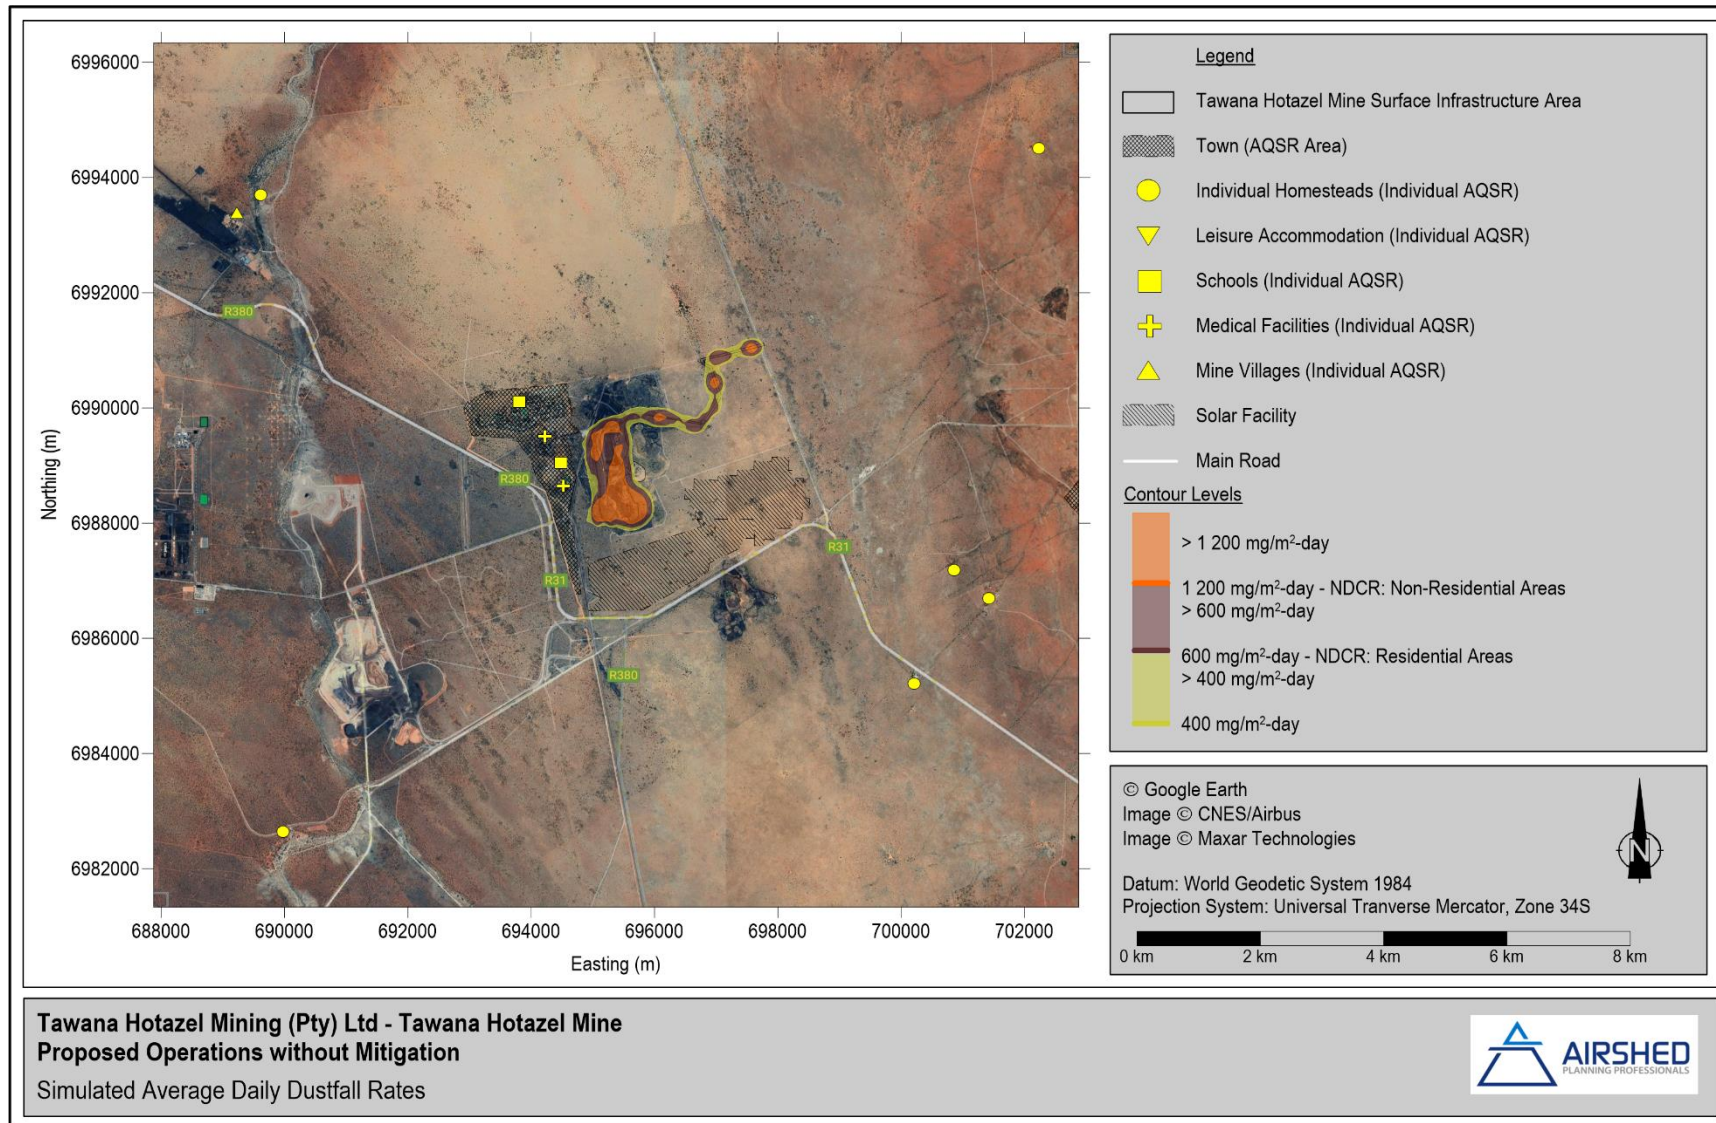 6996000
6994000
6992000
6990000
6988000
6986000
6984000
6982000
Northing (m)
688000
690000
692000
694000
696000
698000
700000
702000
Easting (m)
R380
R380
R31
R31
R380
Legend
Tawana Hotazel Mine Surface Infrastructure Area
Town (AQSR Area)
Individual Homesteads (Individual AQSR)
Leisure Accommodation (Individual AQSR)
Schools (Individual AQSR)
Medical Facilities (Individual AQSR)
Mine Villages (Individual AQSR)
Solar Facility
Main Road
Contour Levels
> 1 200 mg/m²-day
1 200 mg/m²-day - NDCR: Non-Residential Areas
> 600 mg/m²-day
600 mg/m²-day - NDCR: Residential Areas
> 400 mg/m²-day
400 mg/m²-day
© Google Earth
Image © CNES/Airbus
Image © Maxar Technologies
N
Datum: World Geodetic System 1984
Projection System: Universal Tranverse Mercator, Zone 34S
0 km 2 km 4 km 6 km 8 km
Tawana Hotazel Mining (Pty) Ltd - Tawana Hotazel Mine
Proposed Operations without Mitigation
Simulated Average Daily Dustfall Rates
AIRSHED
PLANNING PROFESSIONALS